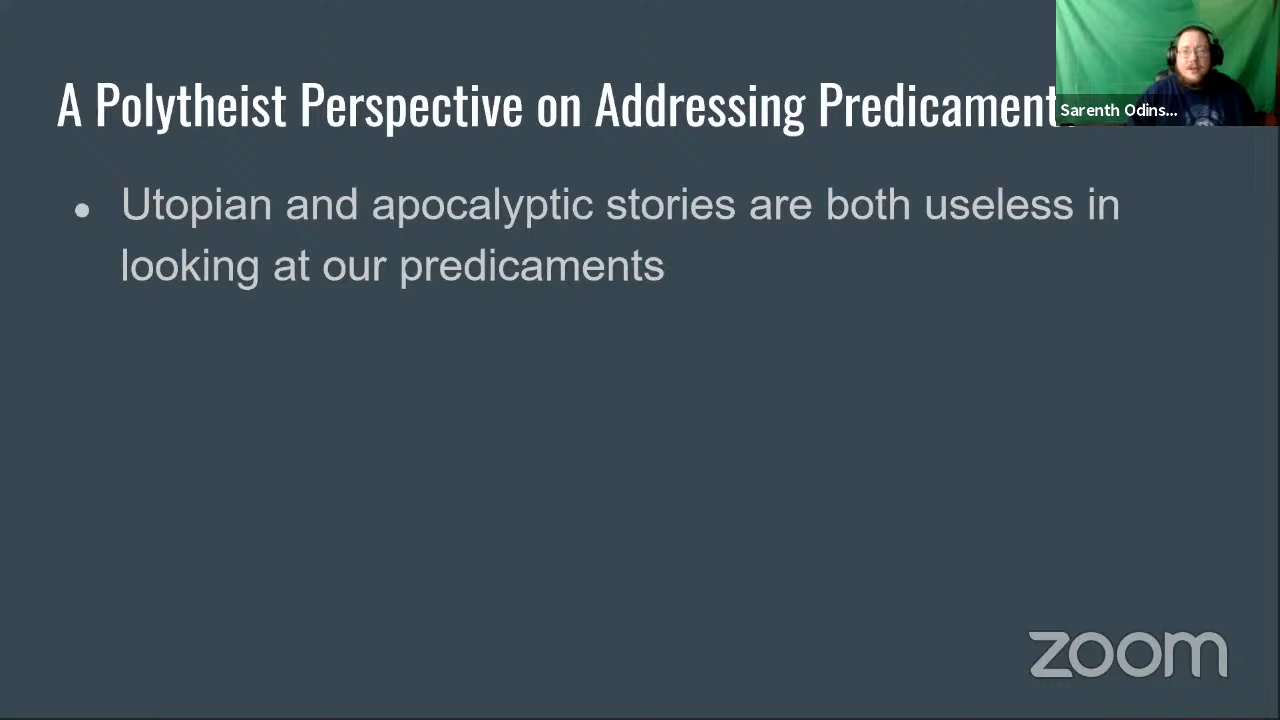 A Polytheist Perspective on Addressing Predicament
Sarenth Odins...
● Utopian and apocalyptic stories are both useless in
looking at our predicaments
zoom